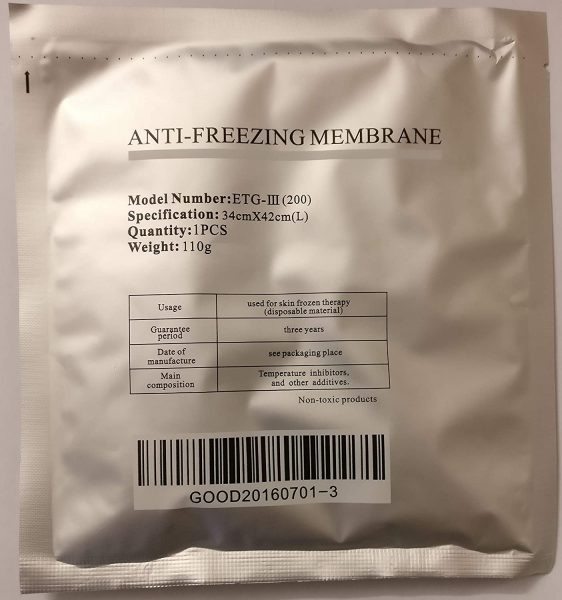 ANTI-FREEZING MEMBRANE
Model Number:ETG-Ⅲ(200)
Specification: 34cmX42cm(L)
Quantity:1PCS
Weight: 110g
Usage
used for skin frozen therapy
(disposable material)
Guarantee
period
three years
Date of
manufacture
see packaging place
Main
composition
Temperature inhibitors,
and other additives.
Non-toxic products
GOOD20160701-3